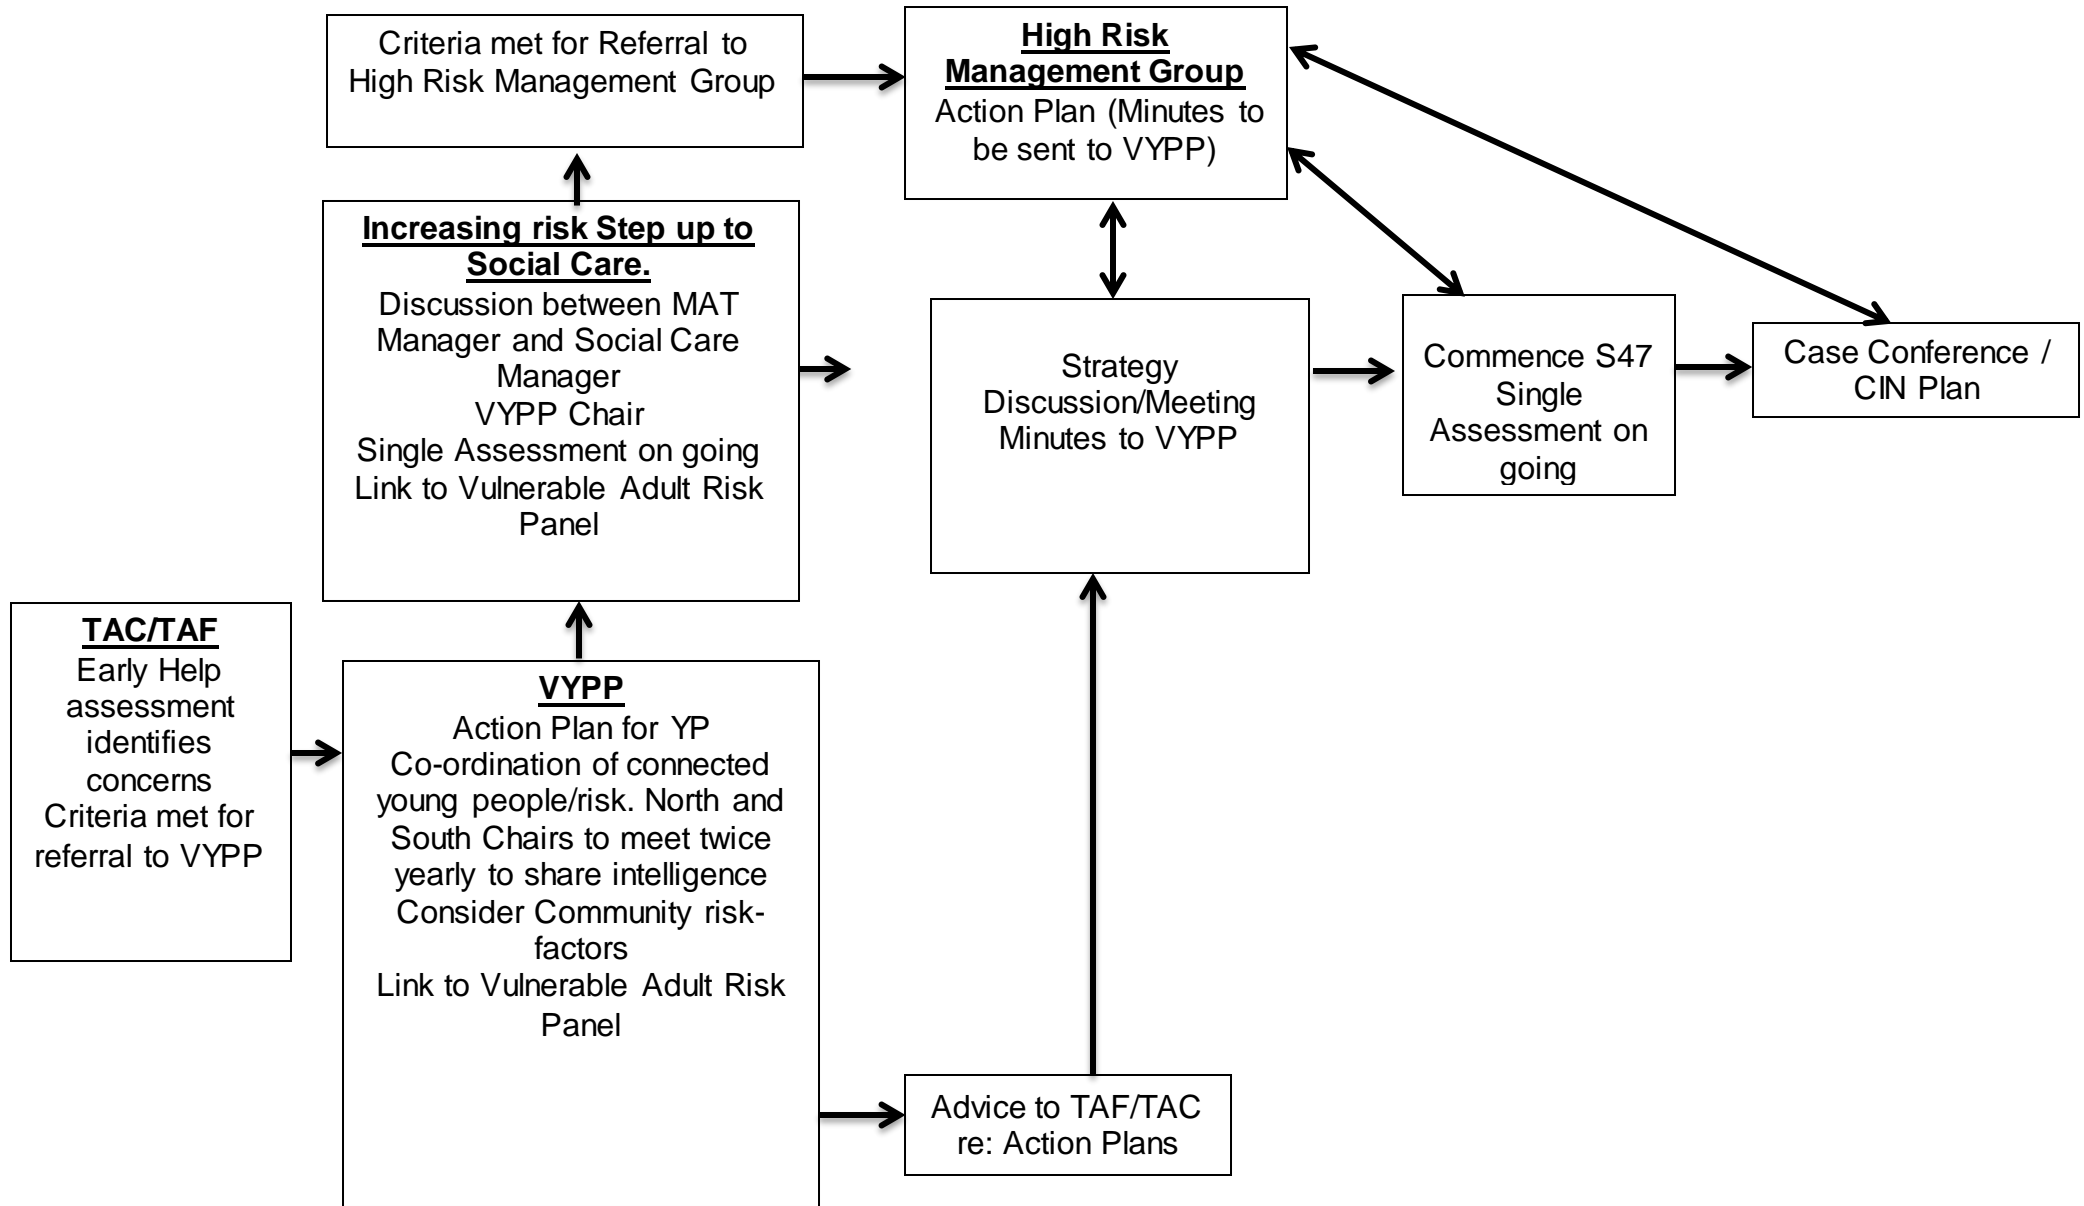 Criteria met for Referral to
High Risk Management Group
High Risk
Management Group
Action Plan (Minutes to
be sent to VYPP)
Increasing risk Step up to
Social Care.
Discussion between MAT
Manager and Social Care
Manager
VYPP Chair
Single Assessment on going
Link to Vulnerable Adult Risk
Panel
Strategy
Discussion/Meeting
Minutes to VYPP
Commence S47
Single
Assessment on
going
Case Conference /
CIN Plan
TAC/TAF
Early Help
assessment
identifies
concerns
Criteria met for
referral to VYPP
VYPP
Action Plan for YP
Co-ordination of connected
young people/risk. North and
South Chairs to meet twice
yearly to share intelligence
Consider Community risk-
factors
Link to Vulnerable Adult Risk
Panel
Advice to TAF/TAC
re: Action Plans